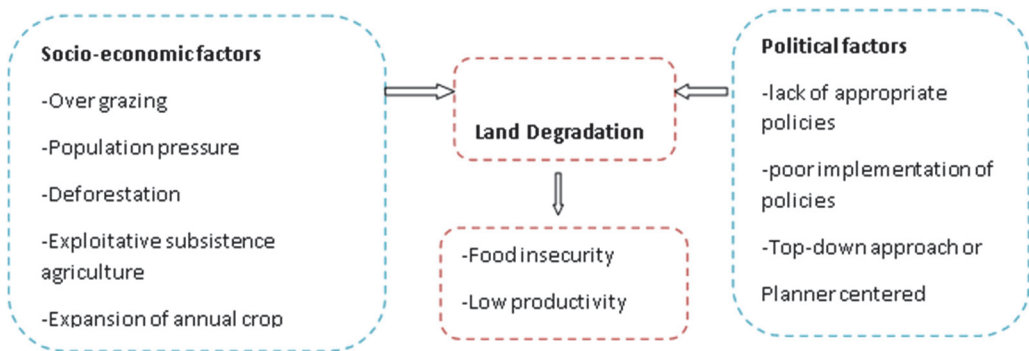 Socio-economic factors
-Over grazing
-Population pressure
-Deforestation
-Exploitative subsistence
agriculture
-Expansion of annual crop
Land Degradation
-Food insecurity
-Low productivity
Political factors
-lack of appropriate
policies
-poor implementation of
policies
-Top-down approach or
Planner centered